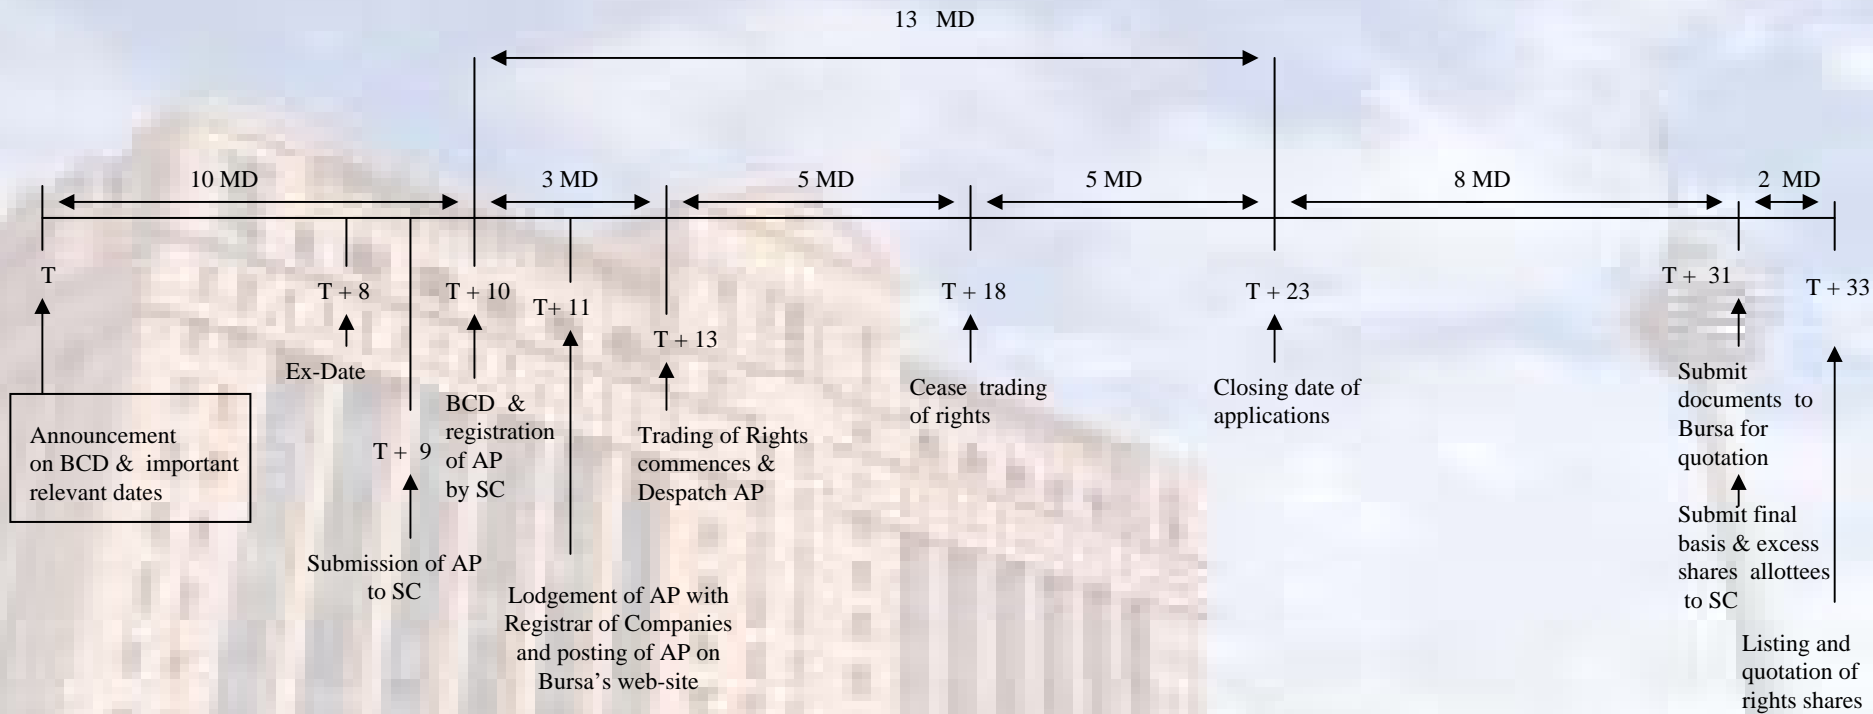 13 MD
10 MD
3 MD
5 MD
5 MD
8 MD
2 MD
T
T + 8
T + 9
T + 10
T+ 11
T + 13
T + 18
T + 23
T + 31
T + 33
Announcement
on BCD & important
relevant dates
Ex-Date
Submission of AP
to SC
BCD &
registration
of AP
by SC
Lodgement of AP with
Registrar of Companies
and posting of AP on
Bursa’s web-site
Trading of Rights
commences &
Despatch AP
Cease trading
of rights
Closing date of
applications
Submit
documents to
Bursa for
quotation
Submit final
basis & excess
shares allottees
to SC
Listing and
quotation of
rights shares